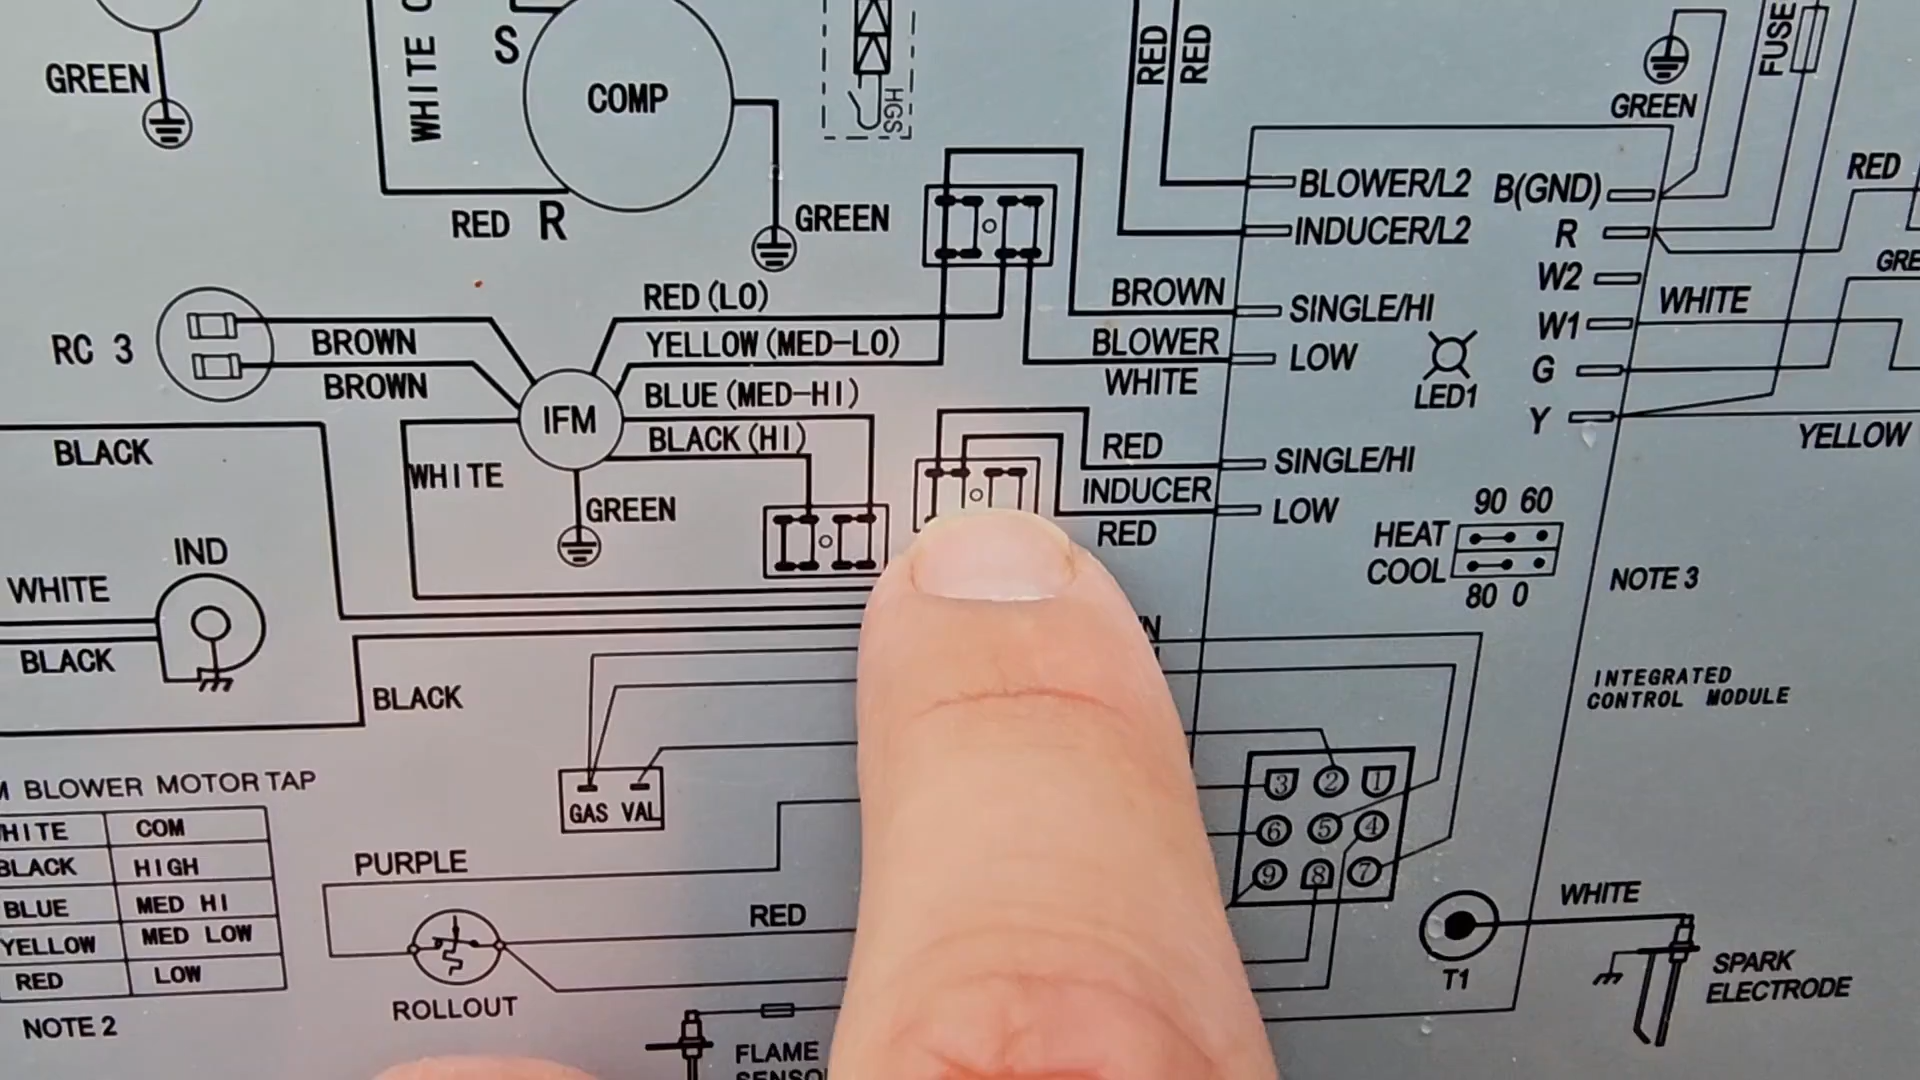 GREEN
WHITE
S
COMP
HGS
RED
RED
FUSE
GREEN
RED R
GREEN
BLOWER/L2
B(GND)
RED
INDUCER/L2
R
W2
RED (LO)
BROWN
SINGLE/HI
W1
WHITE
RC 3
BROWN
YELLOW (MED-LO)
BLOWER
LOW
G
BROWN
BLUE (MED-HI)
WHITE
LED1
IFM
BLACK (HI)
Y
YELLOW
BLACK
WHITE
RED
SINGLE/HI
GREEN
INDUCER
LOW
90 60
RED
HEAT
COOL
NOTE 3
80 0
IND
WHITE
BLACK
BLACK
INTEGRATED
CONTROL MODULE
BLOWER MOTOR TAP
COM
HIGH
BLUE MED HI
YELLOW MED LOW
RED LOW
NOTE 2
GAS VAL
3 2 1
6 5 4
9 8 7
PURPLE
RED
ROLLOUT
WHITE
T1
SPARK
ELECTRODE
FLAME